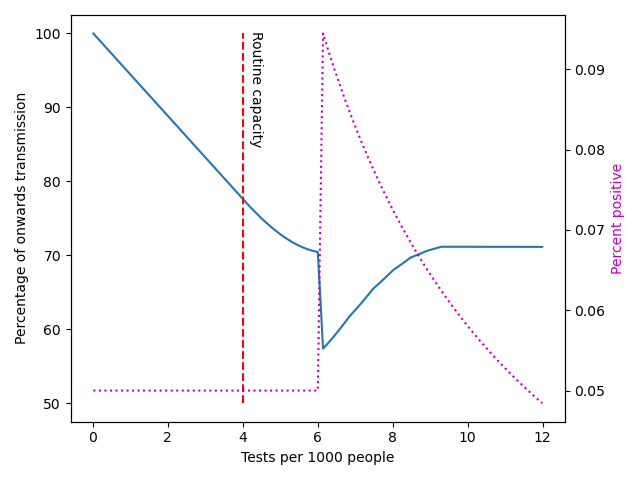 100
90
80
70
60
50
Percentage of onwards transmission
Routine capacity
0.09
0.08
0.07
0.06
0.05
Percent positive
0 2 4 6 8 10 12
Tests per 1000 people